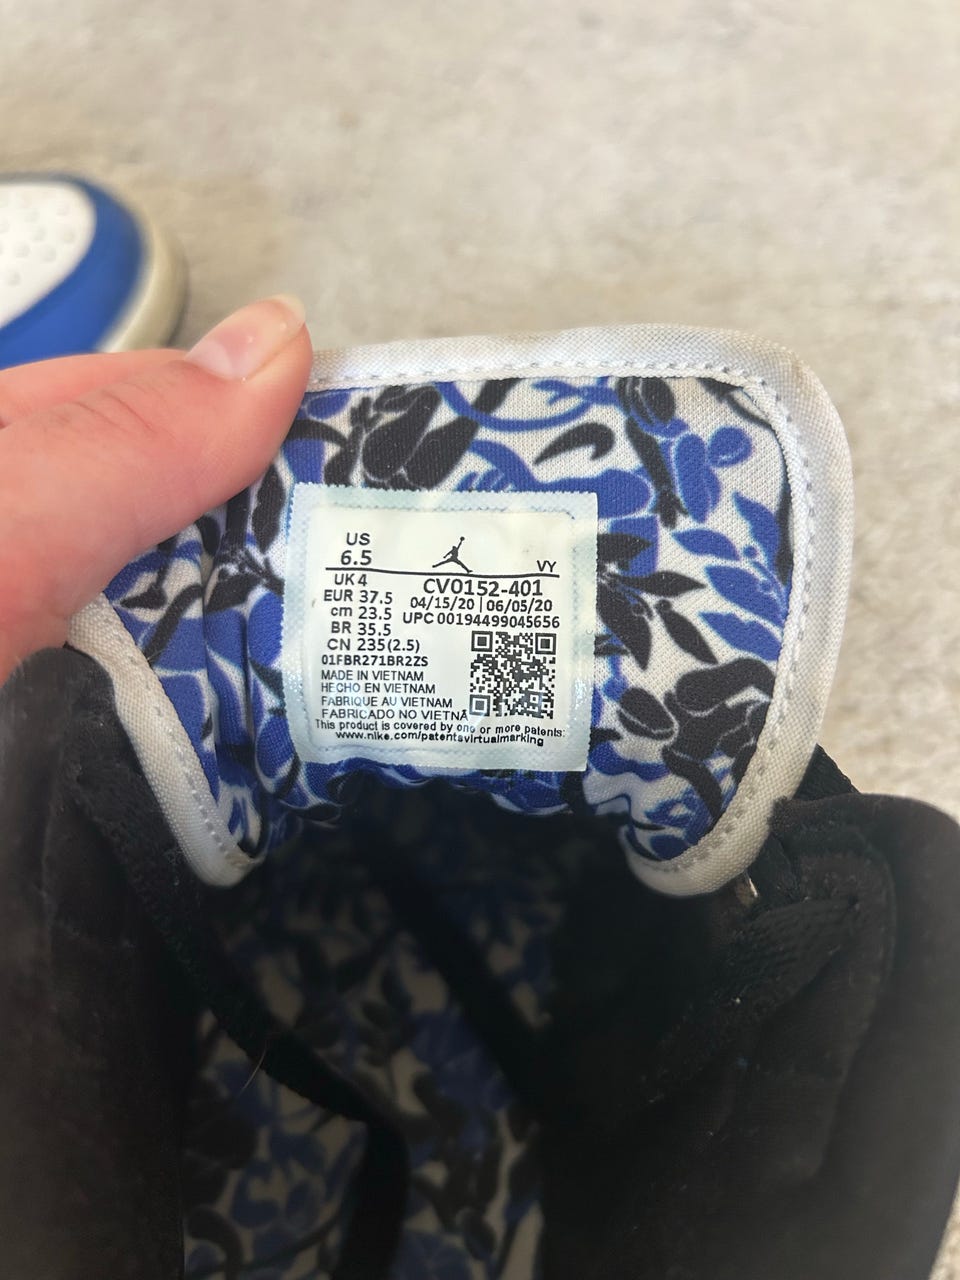 US
6.5
VY
UK 4
EUR 37.5
cm 23.5
BR 35.5
CN 235(2.5)
CV0152-401
04/15/20 | 06/05/20
UPC 00194499045656
01FBR271BR2ZS
MADE IN VIETNAM
HECHO EN VIETNAM
FABRIQUE AU VIETNAM
FABRICADO NO VIETNA
This product is covered by one or more patents:
www.nike.com/patentsvirtualmarking